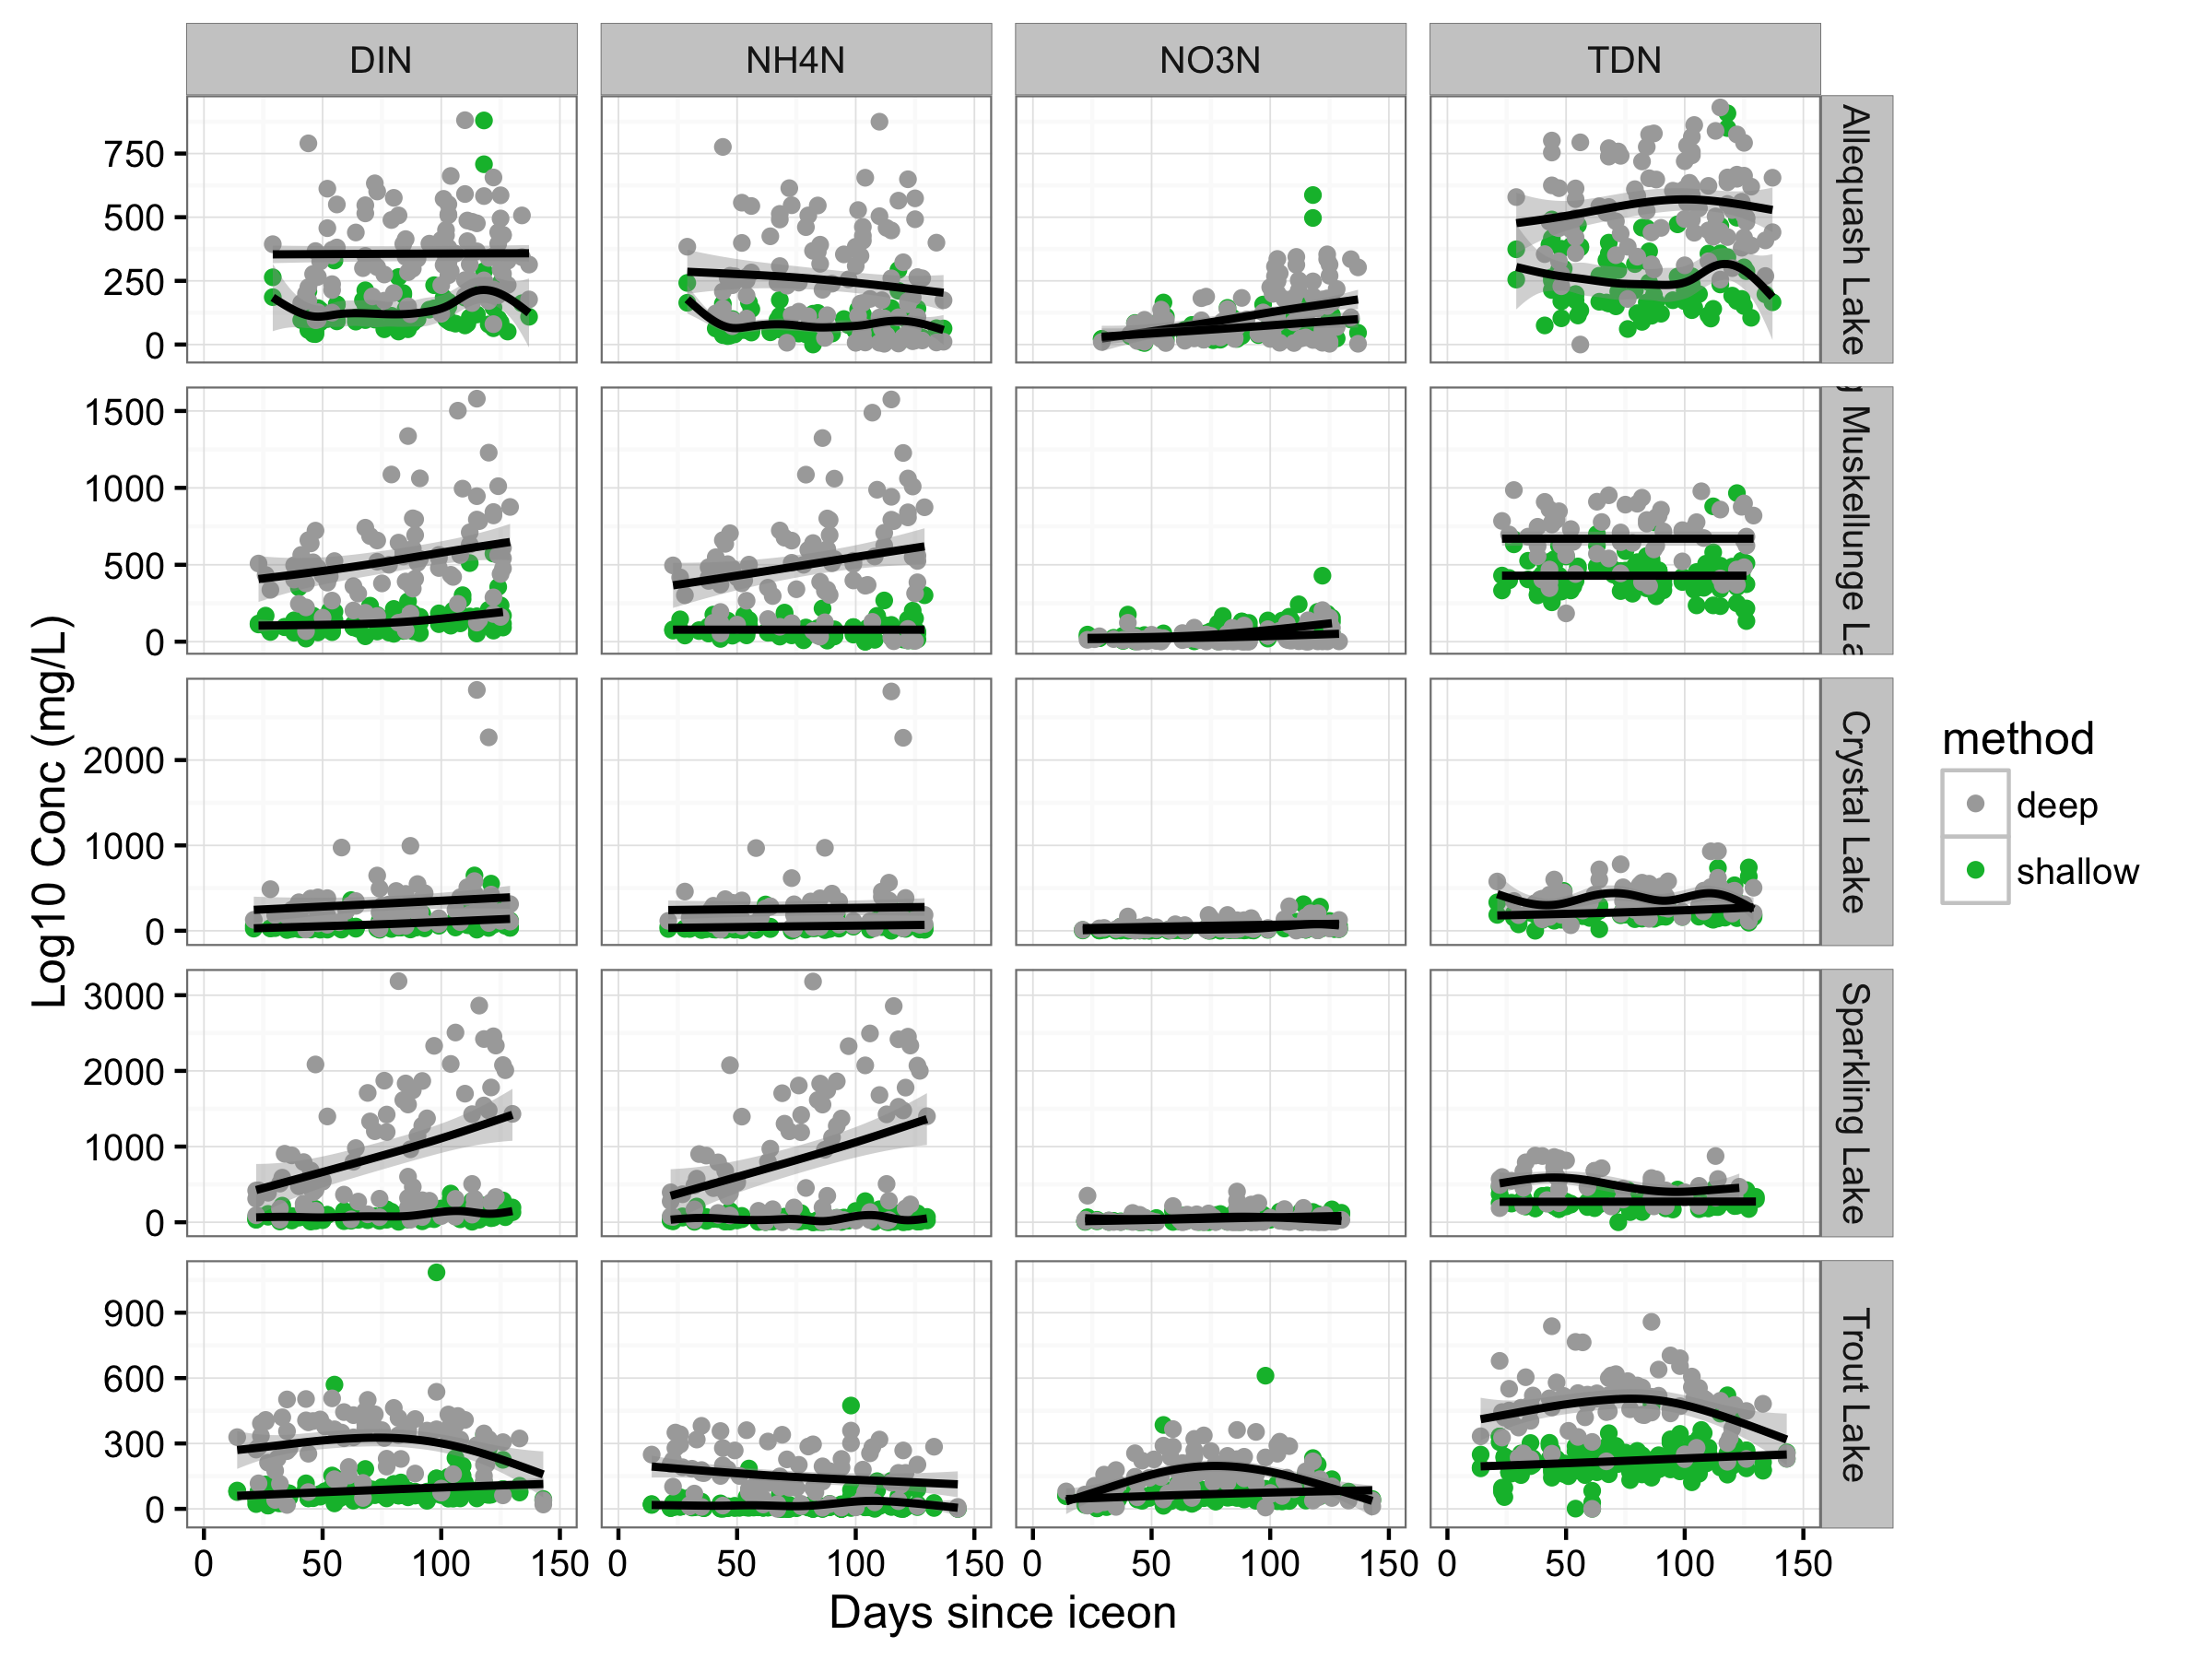 DIN NH4N NO3N TDN
750
500
250
0
Allequash Lake
1500
1000
500
0
Muskellunge
2000
1000
0
Crystal Lake
3000
2000
1000
0
Sparkling Lake
900
600
300
0
Trout Lake
Log10 Conc (mg/L)
0 50 100 150 0 50 100 150 0 50 100 150 0 50 100 150
Days since iceon
method
deep
shallow